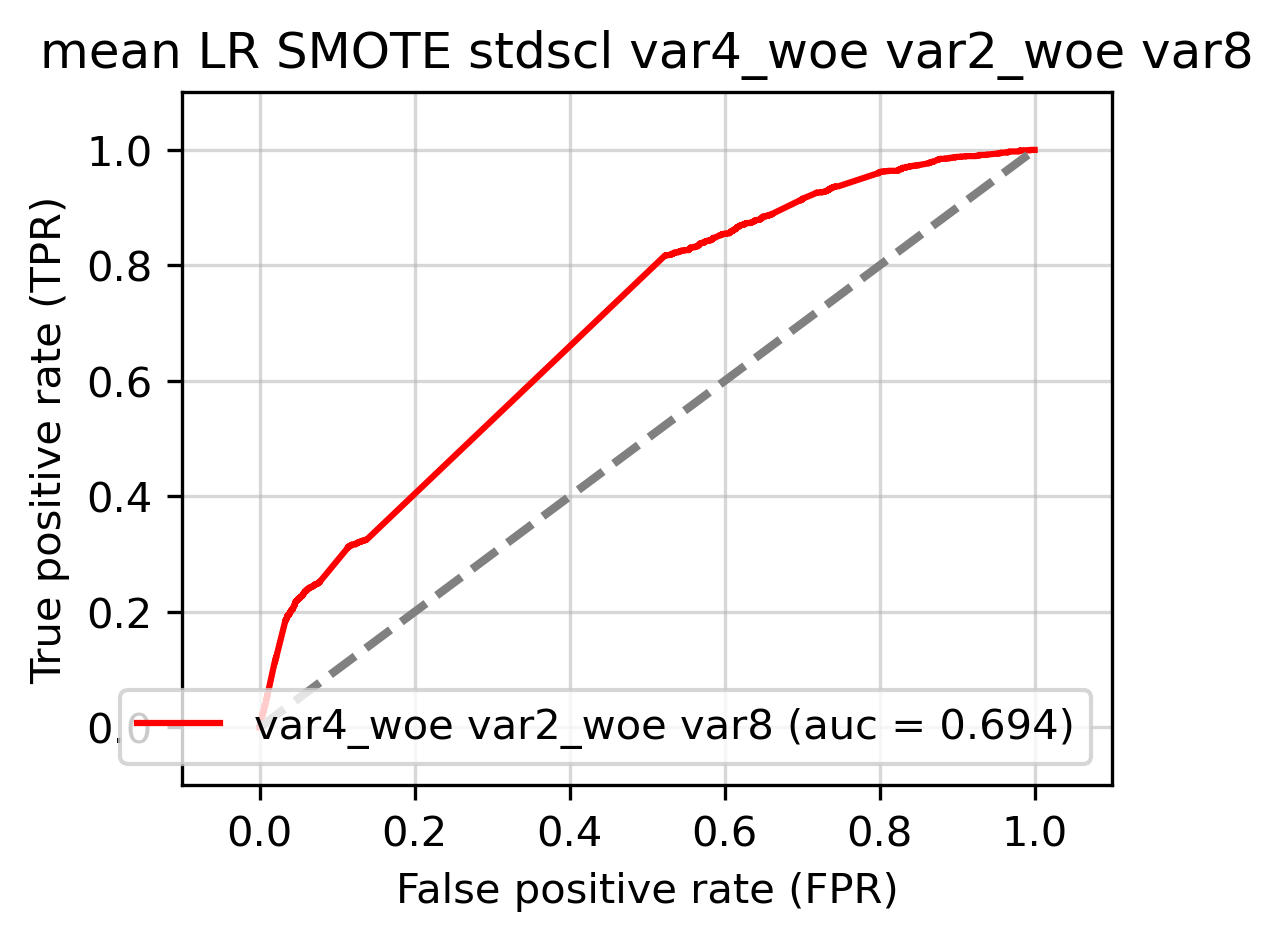 mean LR SMOTE stdscl var4_woe var2_woe var8
True positive rate (TPR)
1.0
0.8
0.6
0.4
0.2
0.0
var4_woe var2_woe var8 (auc = 0.694)
0.0 0.2 0.4 0.6 0.8 1.0
False positive rate (FPR)